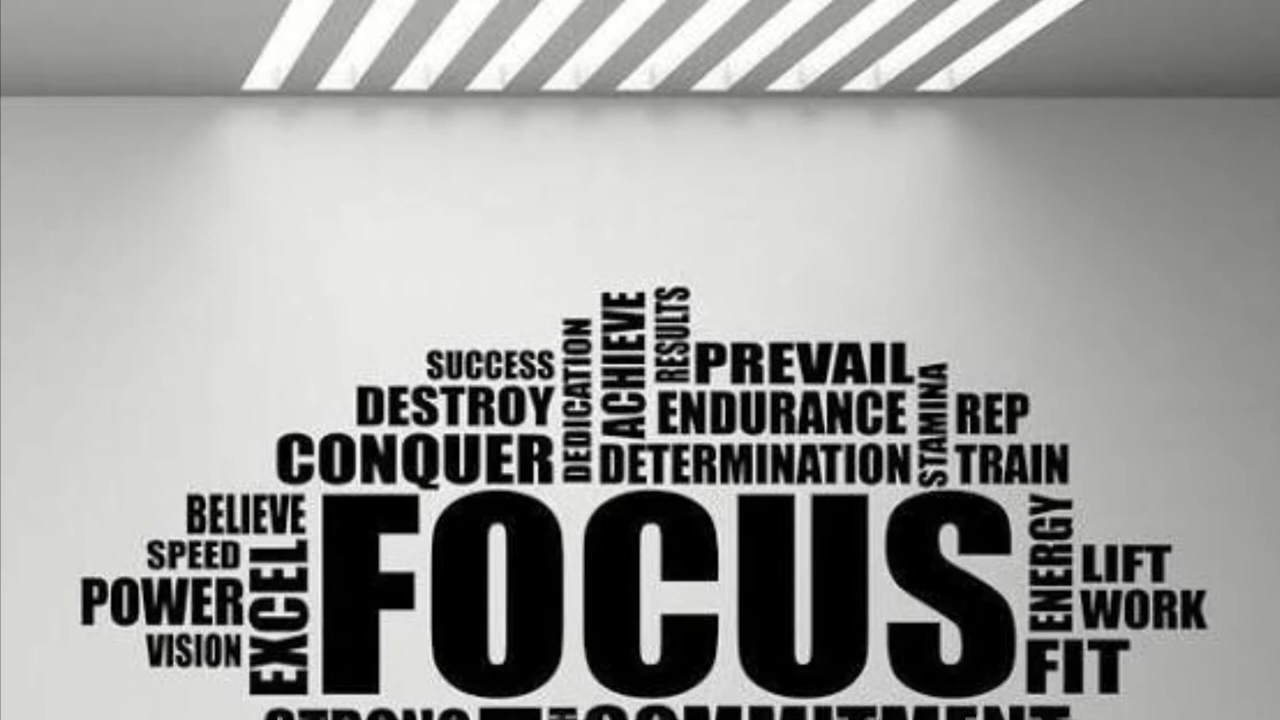 RESULTS
ACHIEVE
DEDICATION
SUCCESS
PREVAIL
DESTROY
ENDURANCE
STAMINA
REP
CONQUER
DETERMINATION
TRAIN
BELIEVE
FOCUS
ENERGY
SPEED
EXCEL
LIFT
POWER
WORK
VISION
FIT
STRONG
COMMITMENT